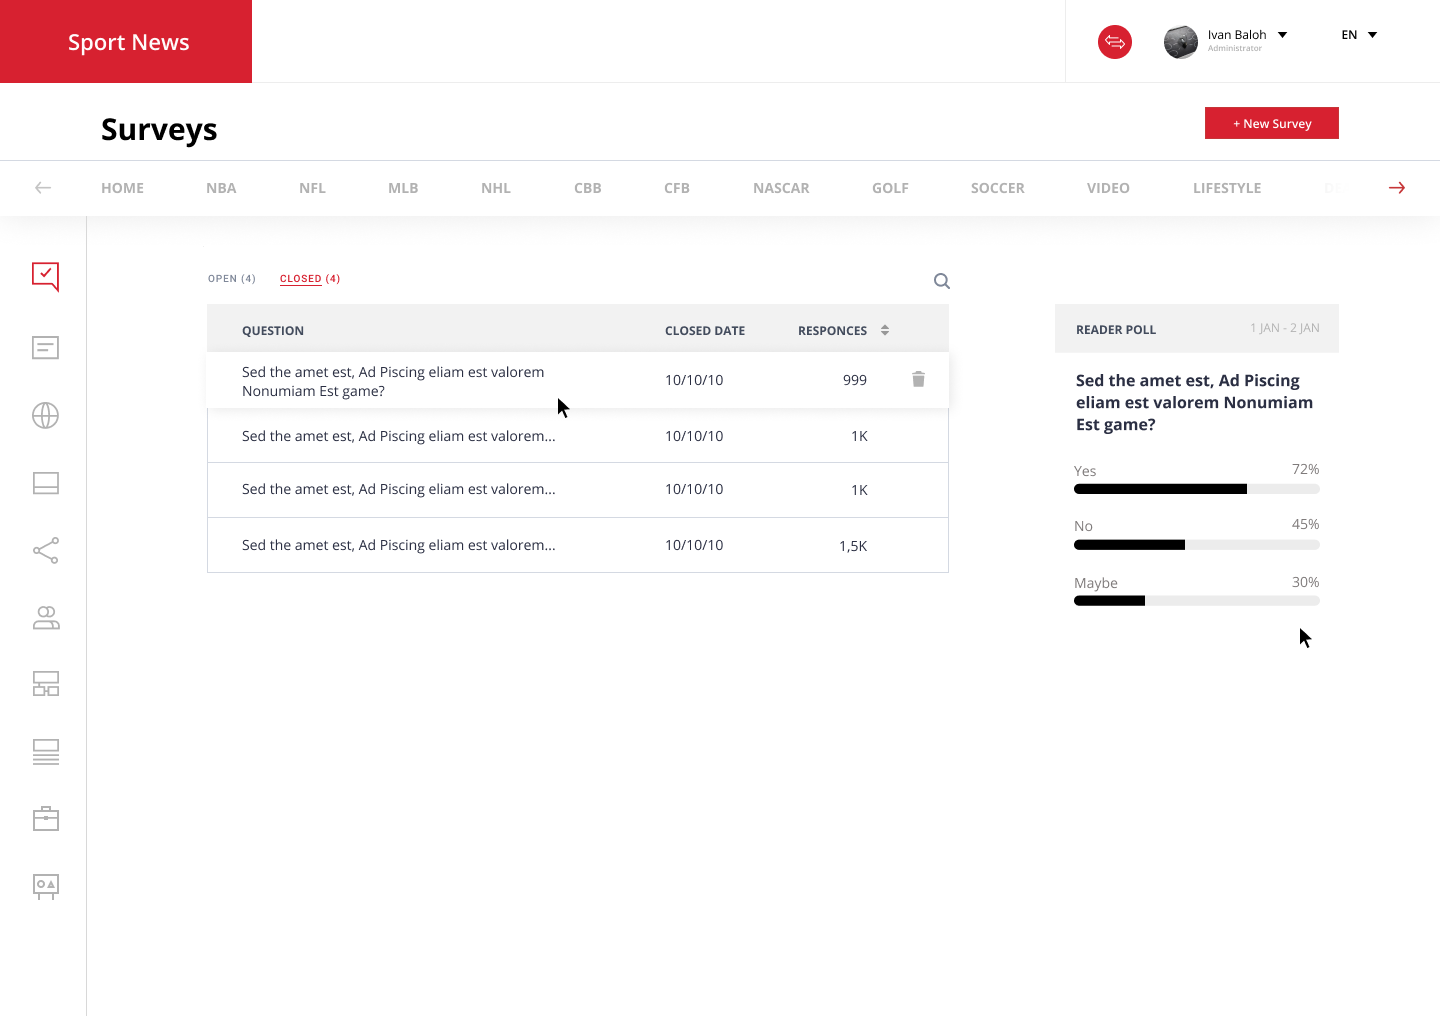 Sport News
Ivan Baloh
Administrator
EN
Surveys
+ New Survey
HOME NBA NFL MLB NHL CBB CFB NASCAR GOLF SOCCER VIDEO LIFESTYLE
OPEN (4) CLOSED (4)
QUESTION CLOSED DATE RESPONCES
Sed the amet est, Ad Piscing eliam est valorem
Nonumiam Est game?
10/10/10 999
Sed the amet est, Ad Piscing eliam est valorem... 10/10/10 1K
Sed the amet est, Ad Piscing eliam est valorem... 10/10/10 1K
Sed the amet est, Ad Piscing eliam est valorem... 10/10/10 1,5K
READER POLL 1 JAN - 2 JAN
Sed the amet est, Ad Piscing
eliam est valorem Nonumiam
Est game?
Yes 72%
No 45%
Maybe 30%